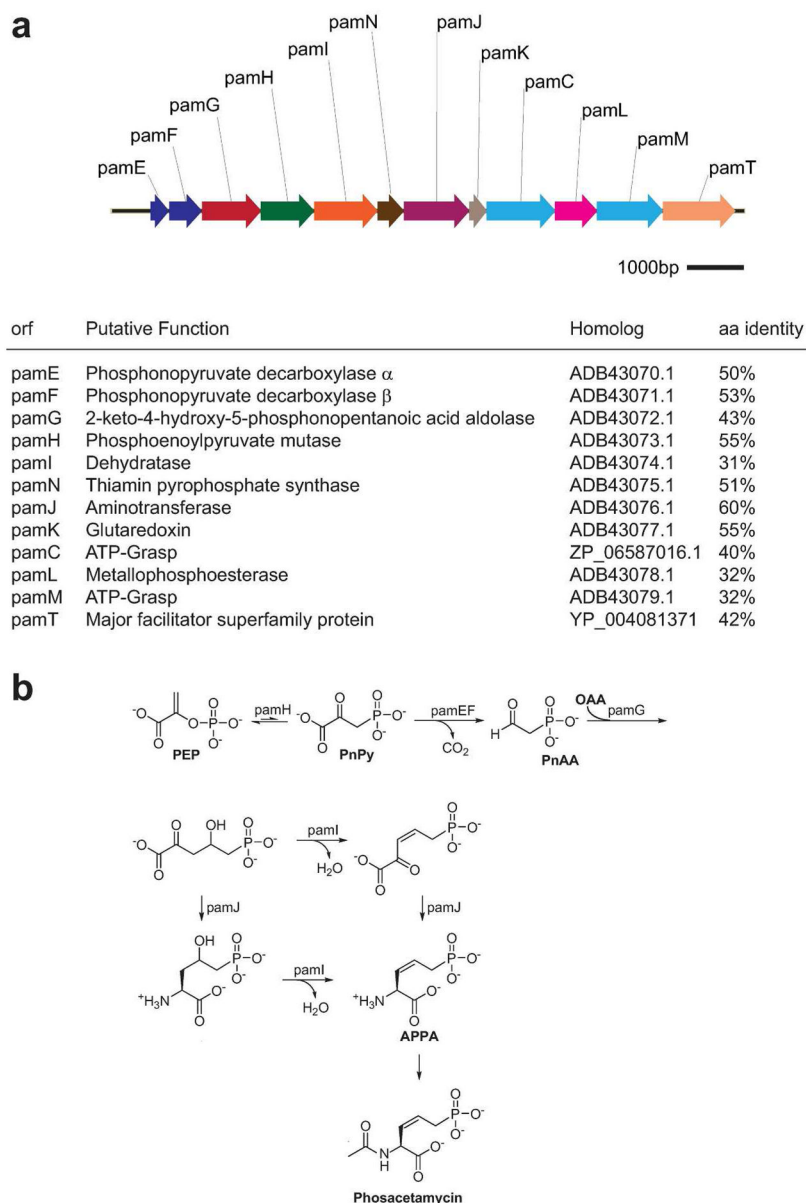 a
pamN
pamJ
pamI
pamK
pamH
pamC
pamG
pamL
pamF
pamM
pamE
pamT
1000bp
orf Putative Function Homolog aa identity
pamE Phosphonopyruvate decarboxylase α ADB43070.1 50%
pamF Phosphonopyruvate decarboxylase β ADB43071.1 53%
pamG 2-keto-4-hydroxy-5-phosphonopentanoic acid aldolase ADB43072.1 43%
pamH Phosphoenolpyruvate mutase ADB43073.1 55%
pamI Dehydratase ADB43074.1 31%
pamN Thiamin pyrophosphate synthase ADB43075.1 51%
pamJ Aminotransferase ADB43076.1 60%
pamK Glutaredoxin ADB43077.1 55%
pamC ATP-Grasp ZP_06587016.1 40%
pamL Metallophosphoesterase ADB43078.1 32%
pamM ATP-Grasp ADB43079.1 32%
pamT Major facilitator superfamily protein YP_004081371 42%
b
-O O O P O O- O-
PEP
pamH
-O O O P O O- O-
PnPy
pamEF
CO2
O H P O O- O-
PnAA
OAA
pamG
-O O O OH P O O- O-
pamI
H2O
-O O O P O O- O-
pamJ
pamJ
OH P O O- O- +H3N O- O
pamI
H2O
P O O- O- +H3N O- O
APPA
O N H P O O- O- O- O
Phosacetamycin